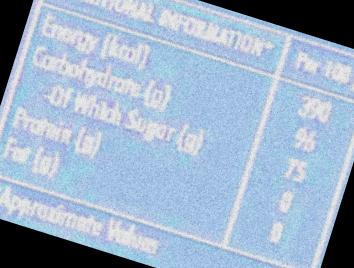 NUTRITIONAL INFORMATION* Per 100
Energy (kcal) 390
Carbohydrate (g) 96
-Of Which Sugar (g) 75
Protein (g) 0
Fat (g) 0
Approximate Values